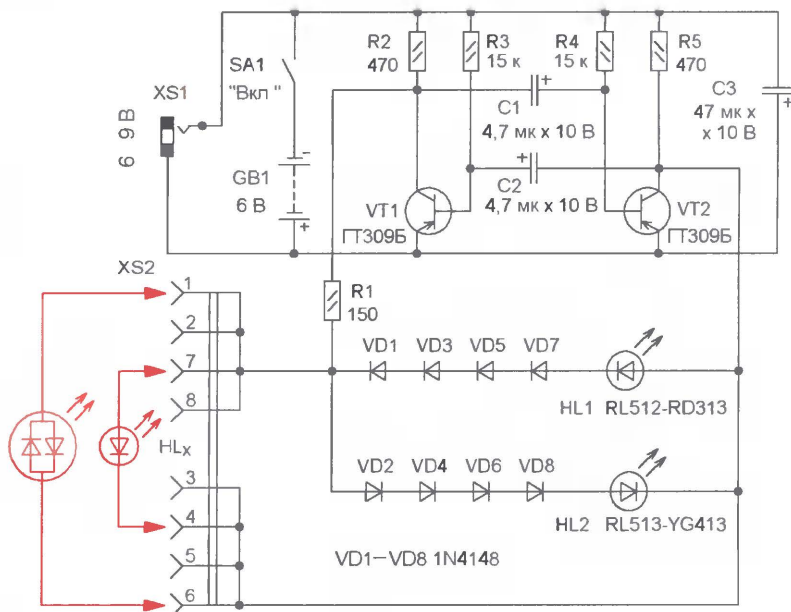 R2
470
R3
15 к
R4
15 к
R5
470
SA1
"Вкл "
XS1
6 9 В
C1
4,7 мк х 10 В
C3
47 мк х
х 10 В
GB1
6 В
C2
4,7 мк х 10 В
VT1
ГТ309Б
VT2
ГТ309Б
XS2
1
2
7
8
3
4
5
6
HLx
R1
150
VD1
VD3
VD5
VD7
HL1 RL512-RD313
VD2
VD4
VD6
VD8
HL2 RL513-YG413
VD1–VD8 1N4148